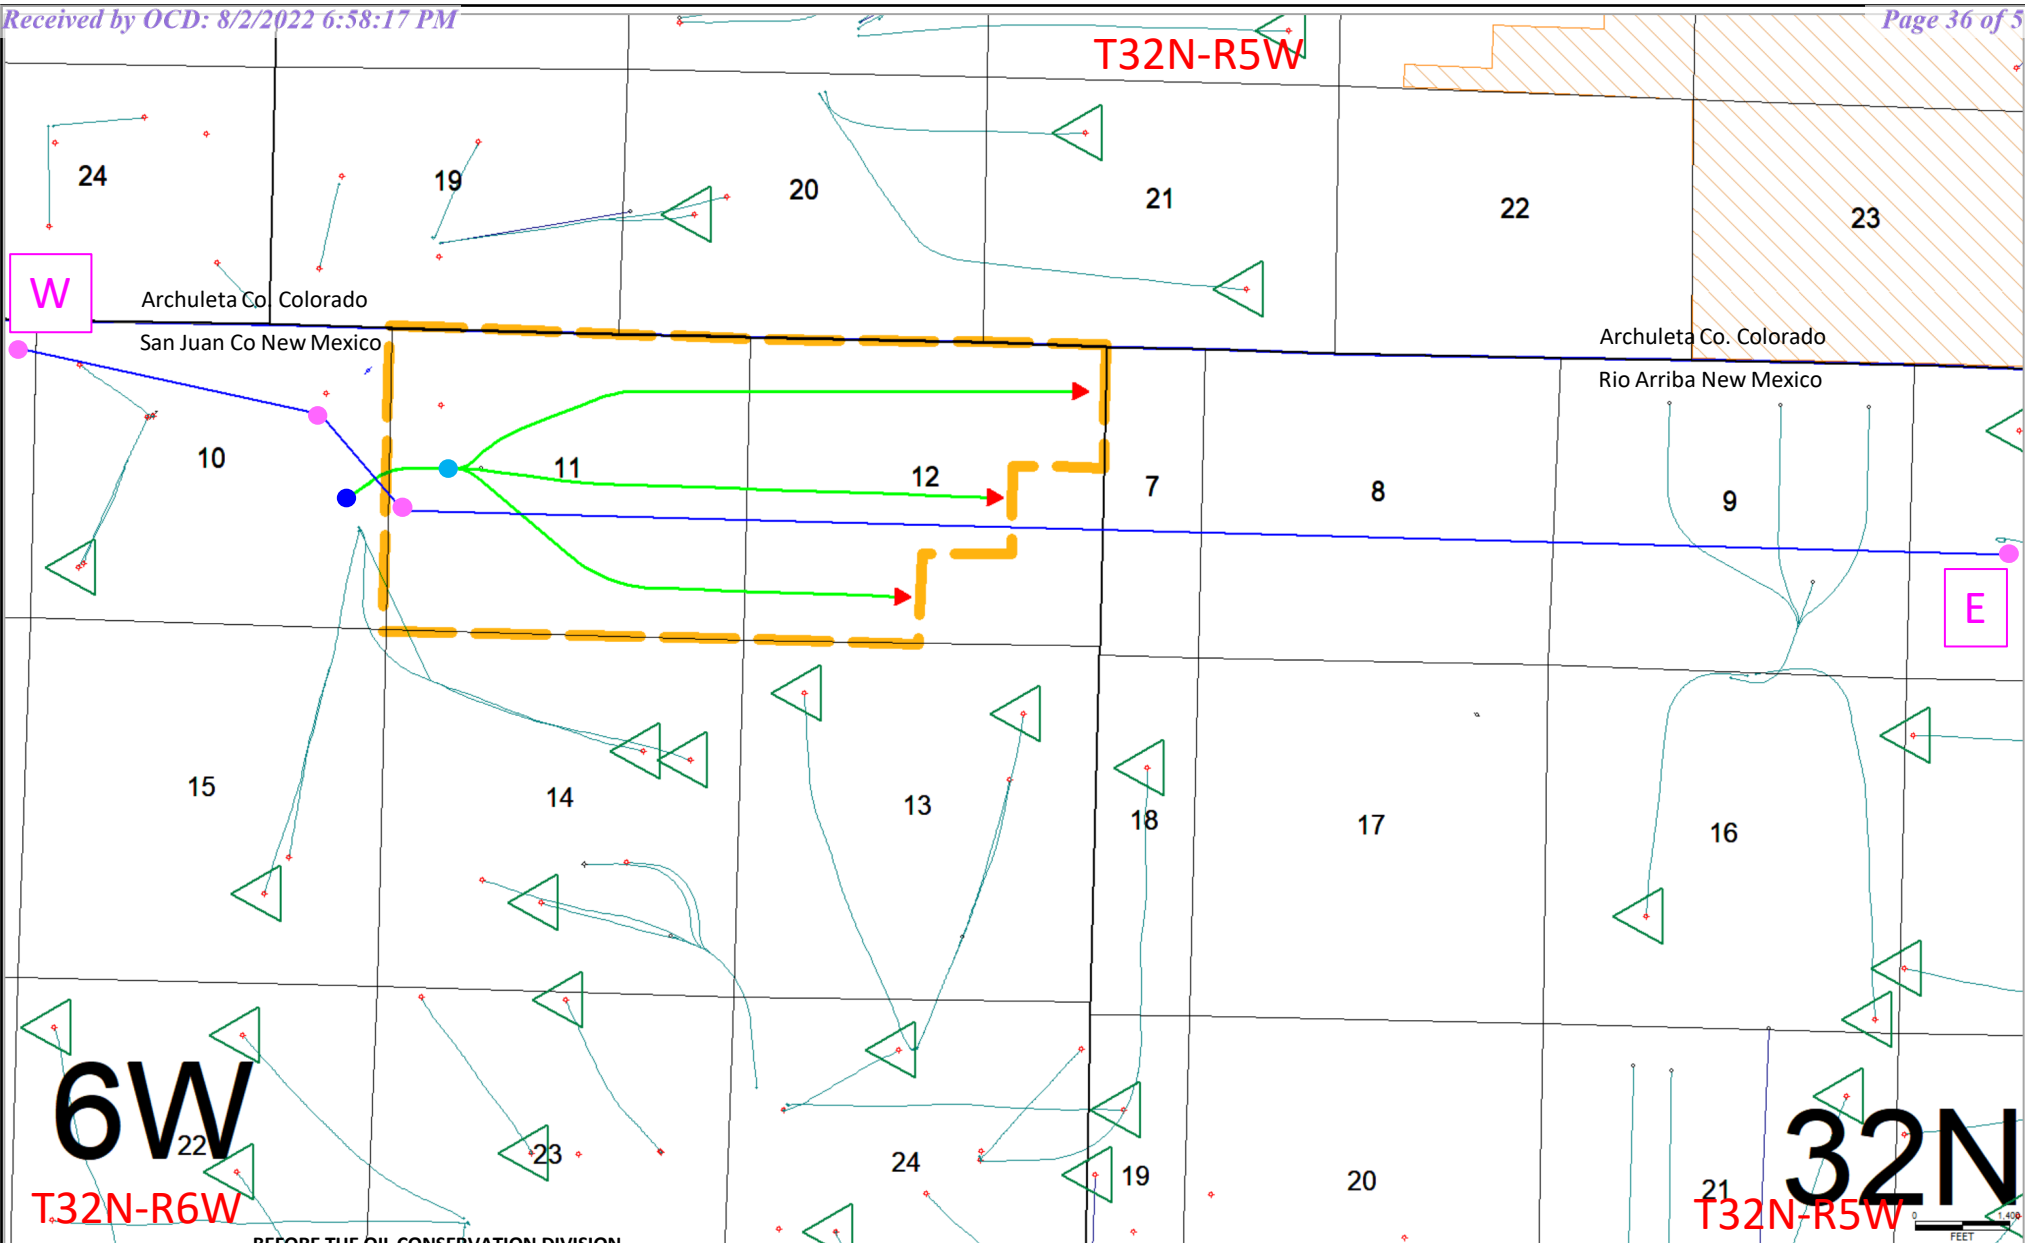 Received by OCD: 8/2/2022 6:58:17 PM
Page 36 of 5
T32N-R5W
24
19
20
21
22
23
W
Archuleta Co. Colorado
San Juan Co New Mexico
Archuleta Co. Colorado
Rio Arriba New Mexico
10
11
12
7
8
9
E
15
14
13
18
17
16
6W
22
23
24
19
20
21
32N
T32N-R6W
T32N-R5W
0
1,400
FEET
BEFORE THE OIL CONSERVATION DIVISION